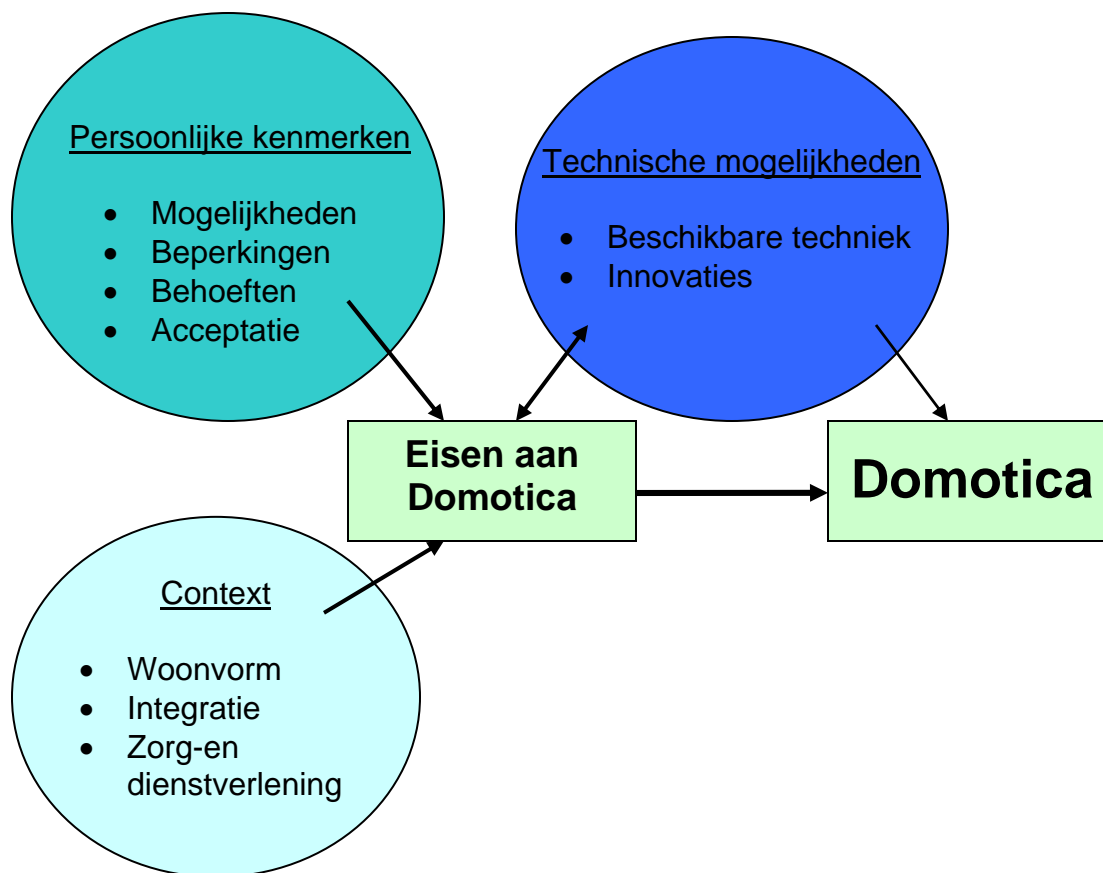 Persoonlijke kenmerken
• Mogelijkheden
• Beperkingen
• Behoeften
• Acceptatie
Technische mogelijkheden
• Beschikbare techniek
• Innovaties
Eisen aan
Domotica
Domotica
Context
• Woonvorm
• Integratie
• Zorg-en
dienstverlening